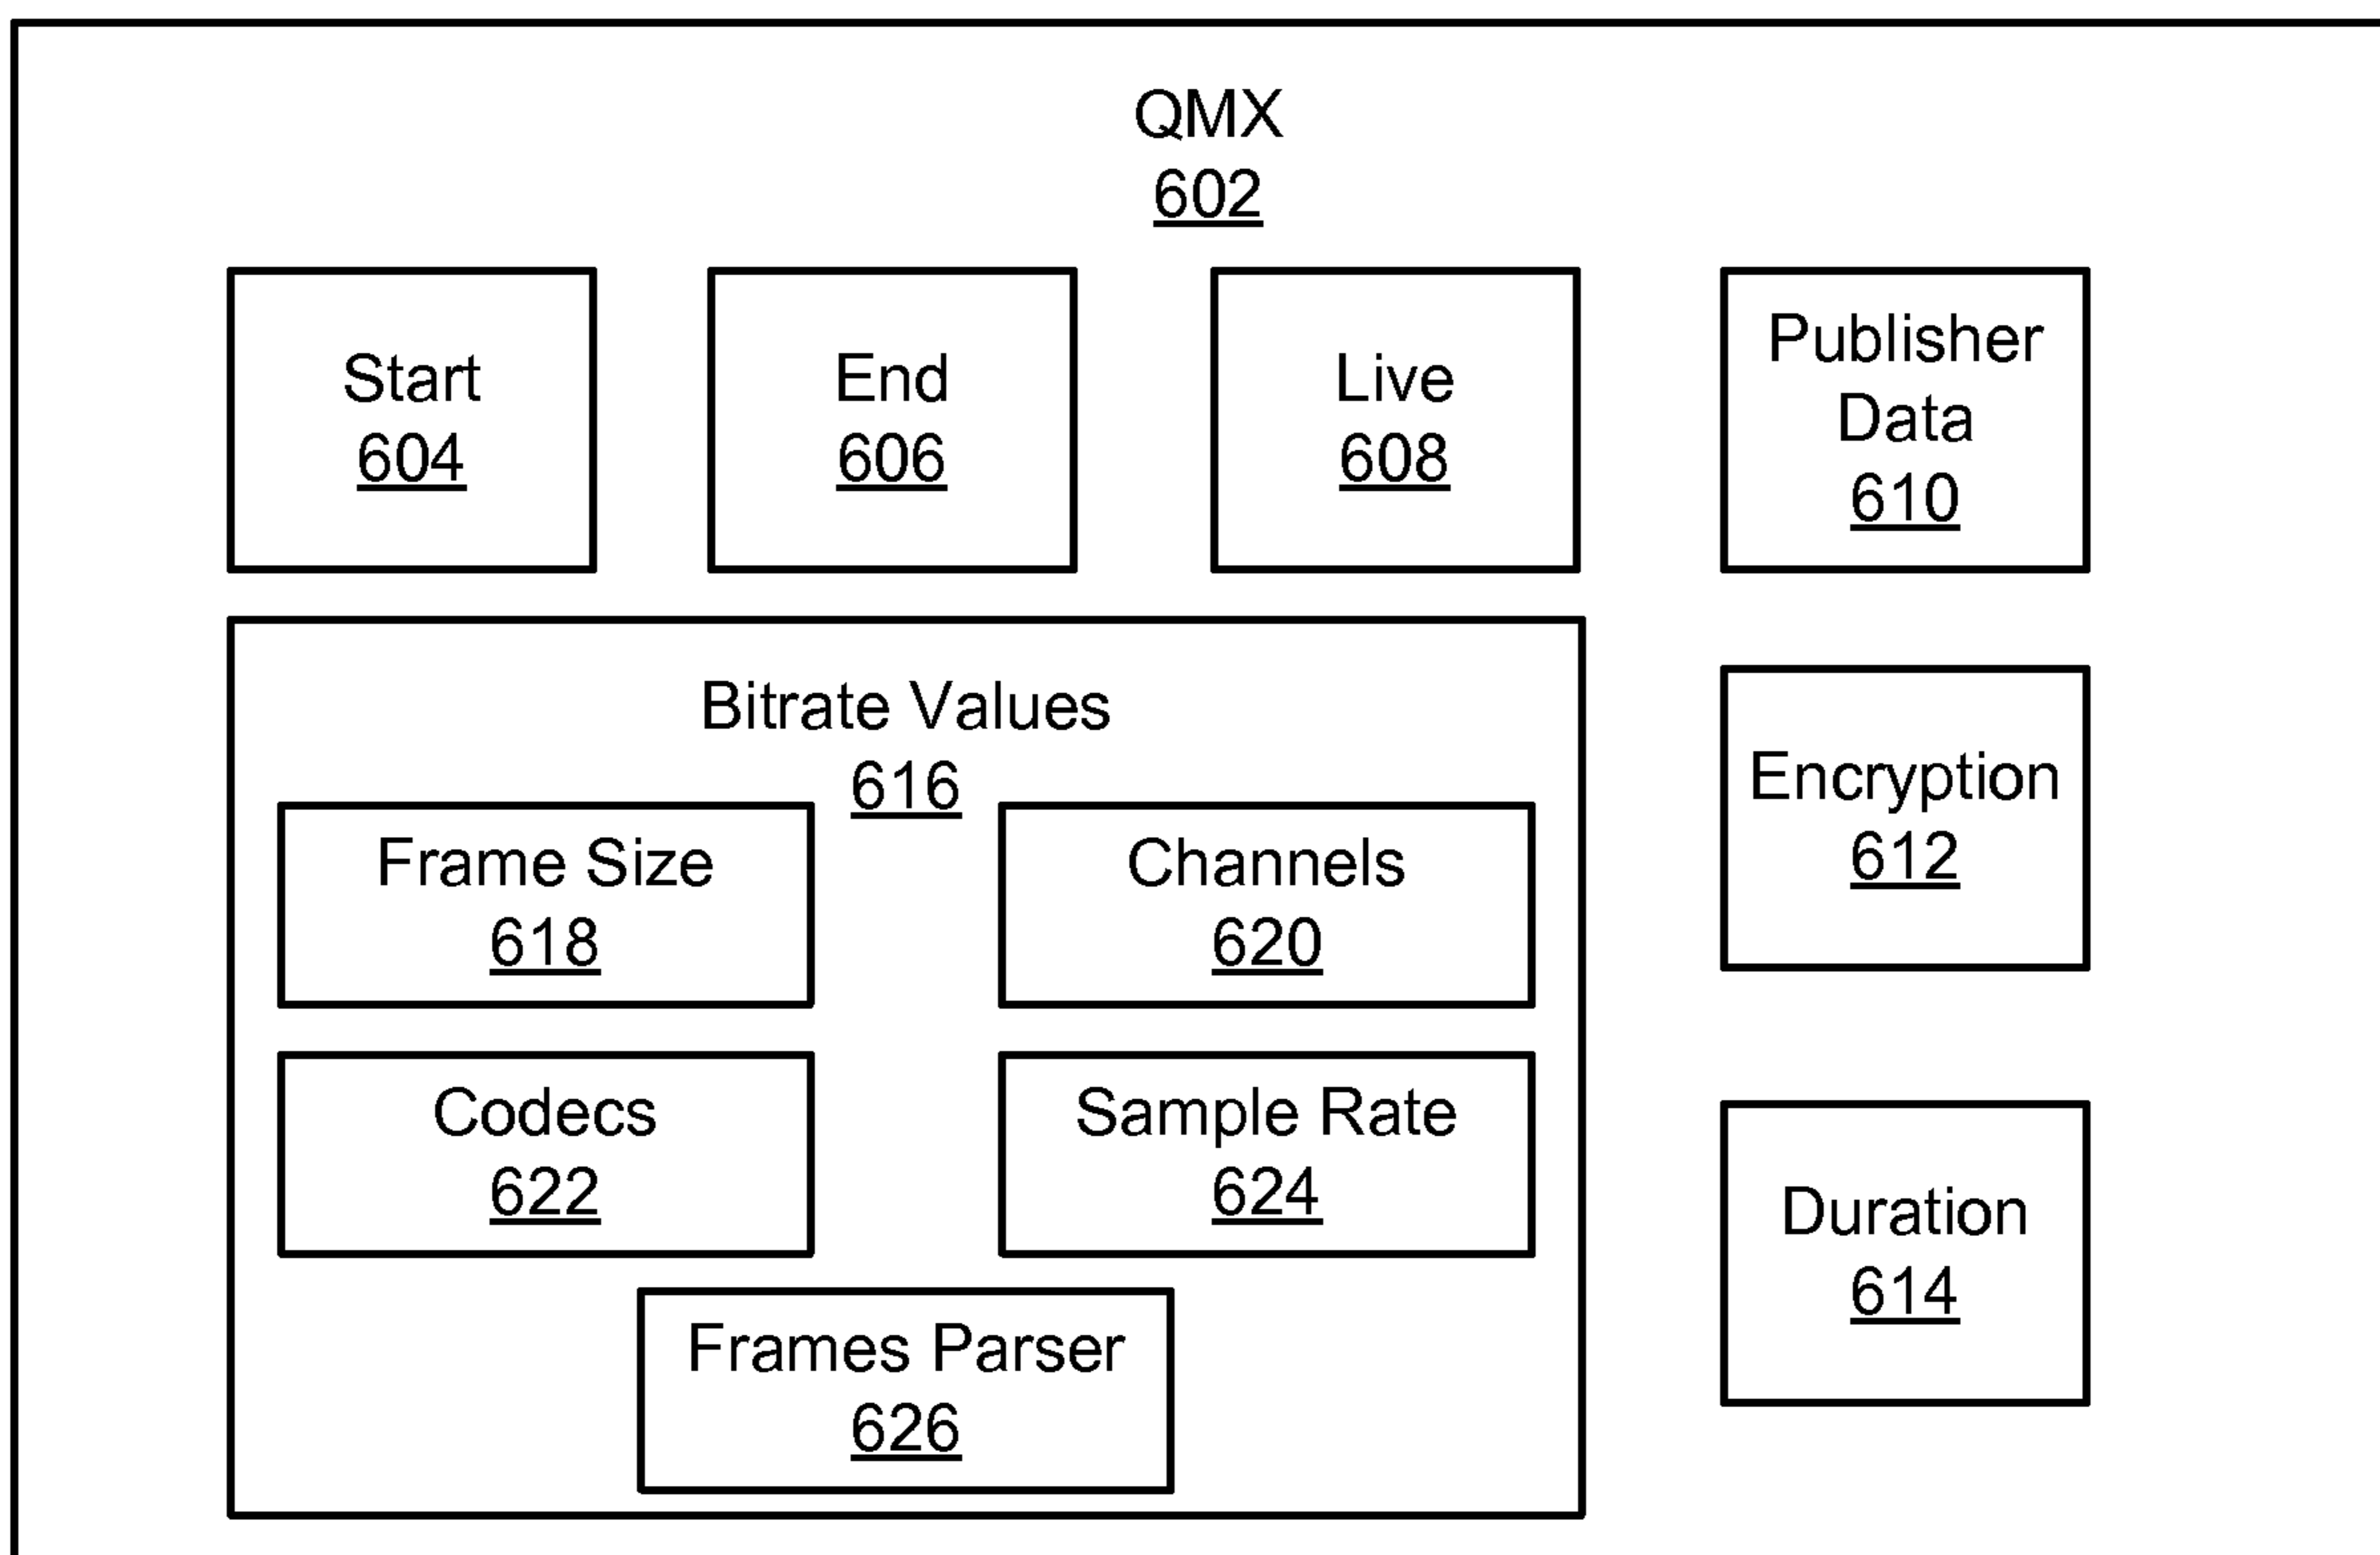 QMX
602
Start
604
End
606
Live
608
Publisher
Data
610
Bitrate Values
616
Frame Size
618
Channels
620
Codecs
622
Sample Rate
624
Frames Parser
626
Encryption
612
Duration
614